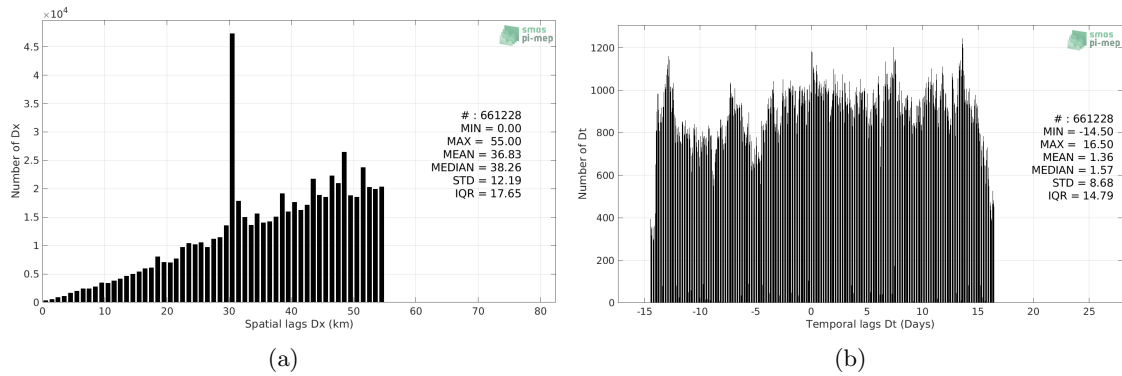 ×10⁴
4.5
4
3.5
3
2.5
2
1.5
1
0.5
0
Number of Dx
0 10 20 30 40 50 60 70 80
Spatial lags Dx (km)
smos
pi-mep
# : 661228
MIN = 0.00
MAX = 55.00
MEAN = 36.83
MEDIAN = 38.26
STD = 12.19
IQR = 17.65
(a)
1200
1000
800
600
400
200
0
Number of Dt
-15 -10 -5 0 5 10 15 20 25
Temporal lags Dt (Days)
smos
pi-mep
# : 661228
MIN = -14.50
MAX = 16.50
MEAN = 1.36
MEDIAN = 1.57
STD = 8.68
IQR = 14.79
(b)